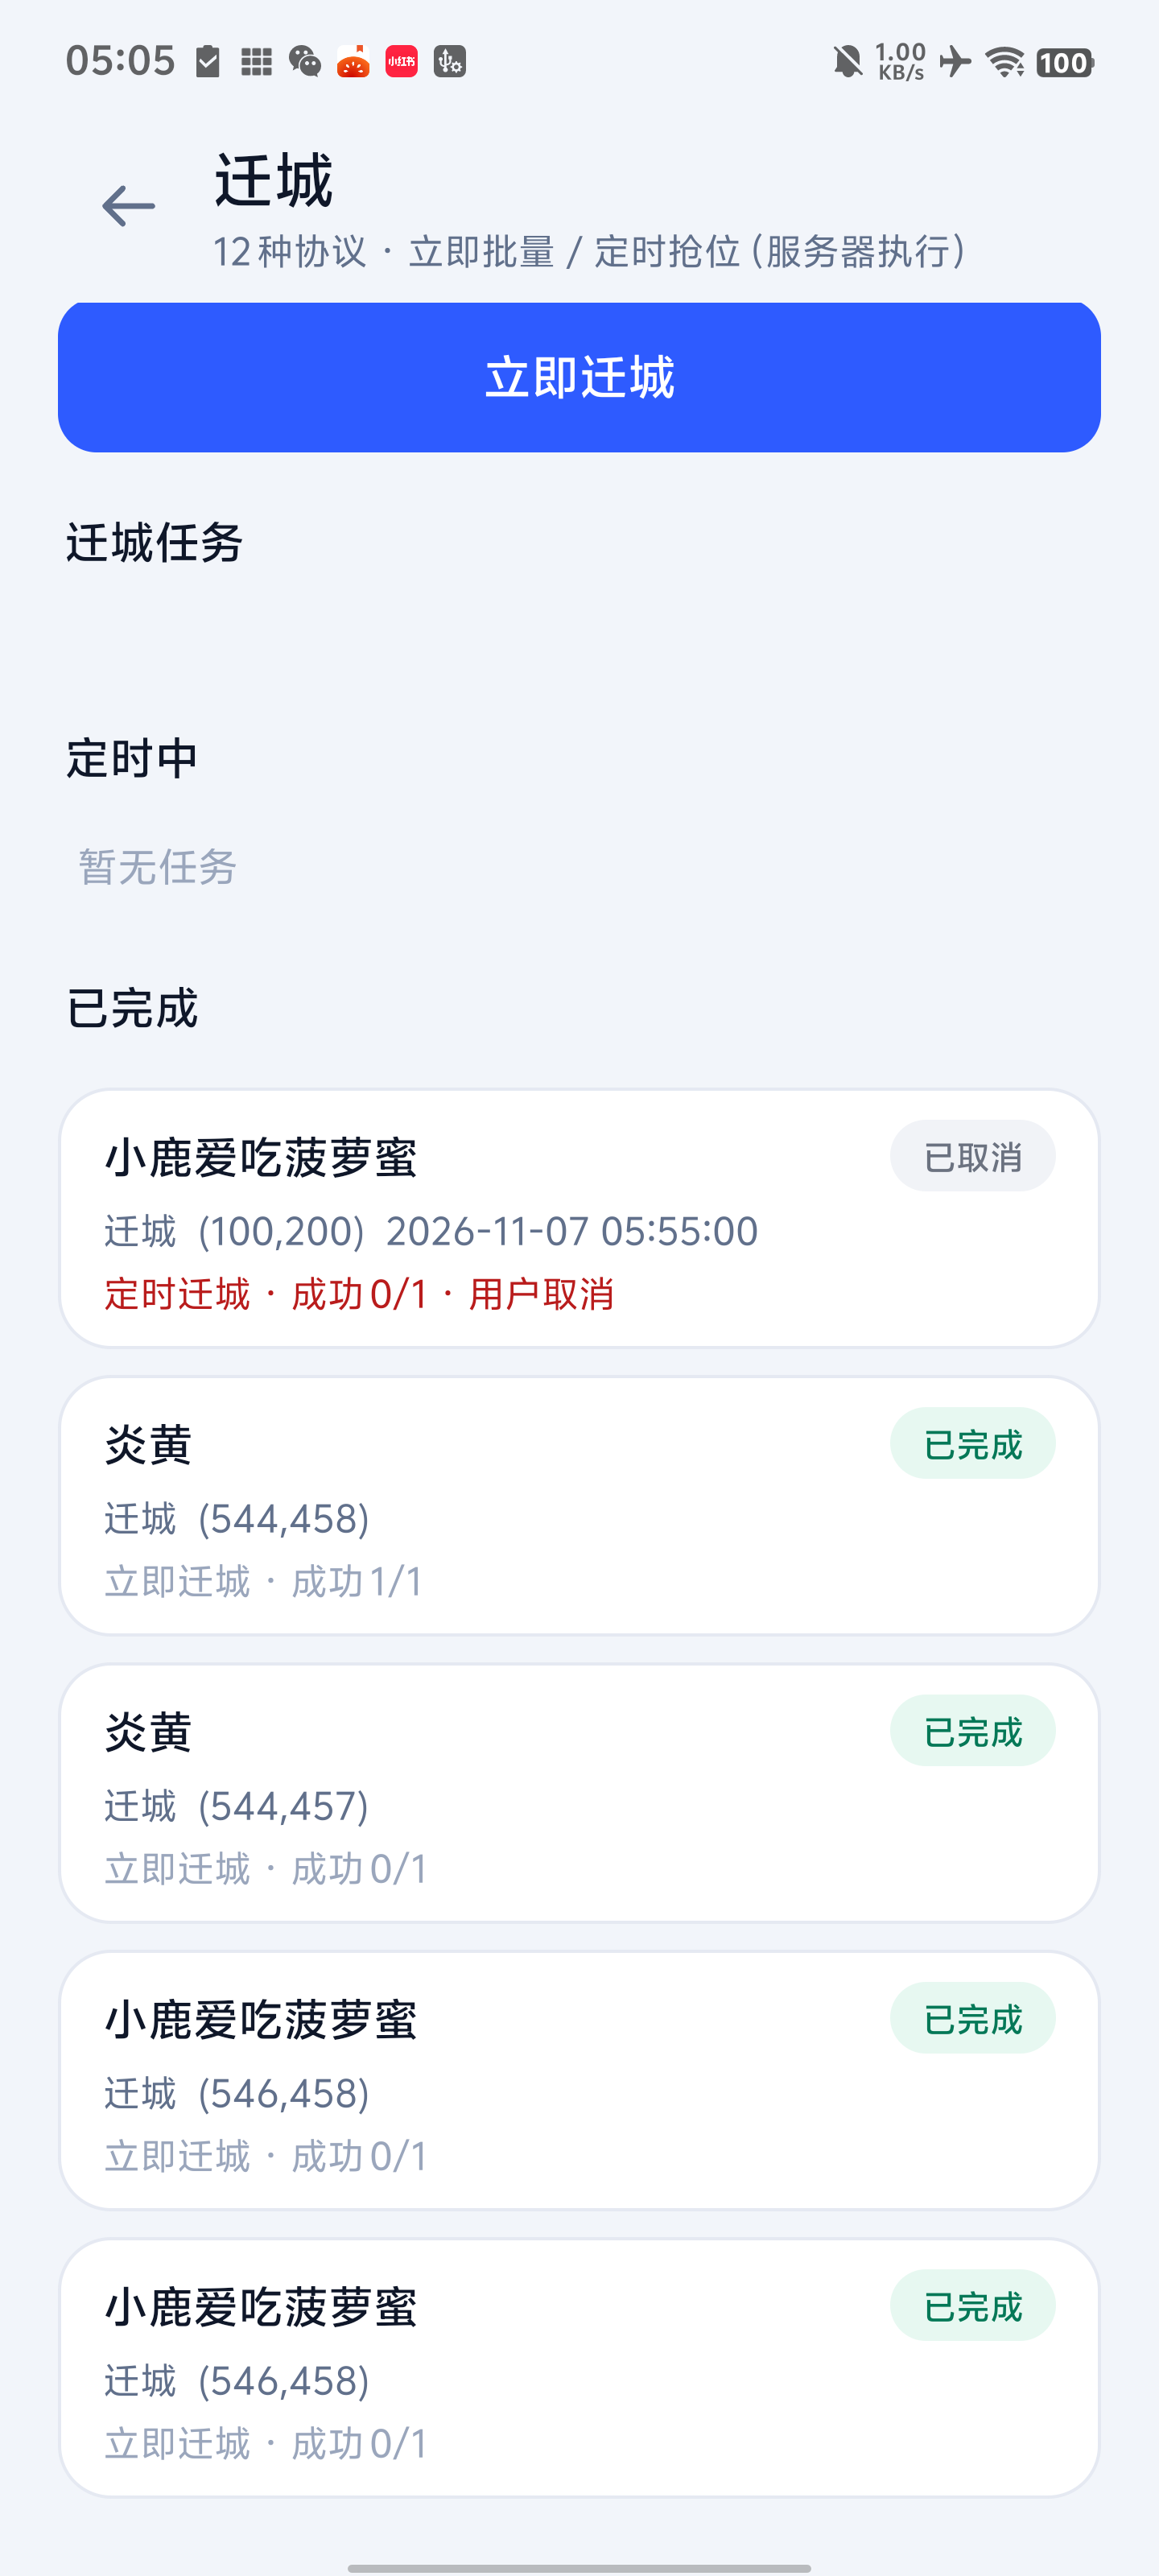 05:05
小红书
1.00
KB/s
100
迁城
12种协议 · 立即批量 / 定时抢位 (服务器执行)
立即迁城
迁城任务
定时中
暂无任务
已完成
小鹿爱吃菠萝蜜
已取消
迁城 (100,200) 2026-11-07 05:55:00
定时迁城 · 成功 0/1 · 用户取消
炎黄
已完成
迁城 (544,458)
立即迁城 · 成功 1/1
炎黄
已完成
迁城 (544,457)
立即迁城 · 成功 0/1
小鹿爱吃菠萝蜜
已完成
迁城 (546,458)
立即迁城 · 成功 0/1
小鹿爱吃菠萝蜜
已完成
迁城 (546,458)
立即迁城 · 成功 0/1